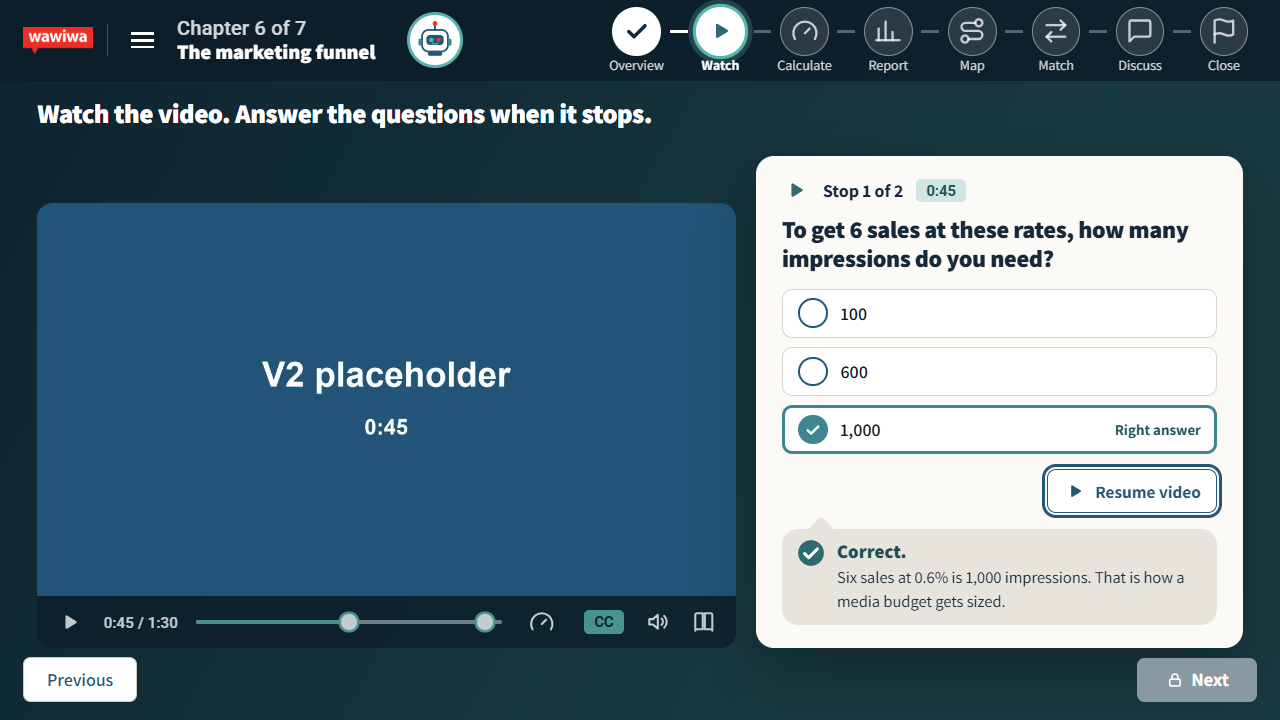 wawiwa
Chapter 6 of 7
The marketing funnel
Overview
Watch
Calculate
Report
Map
Match
Discuss
Close
Watch the video. Answer the questions when it stops.
V2 placeholder
0:45
0:45 / 1:30
CC
Stop 1 of 2
0:45
To get 6 sales at these rates, how many
impressions do you need?
100
600
1,000
Right answer
Resume video
Correct.
Six sales at 0.6% is 1,000 impressions. That is how a
media budget gets sized.
Previous
Next